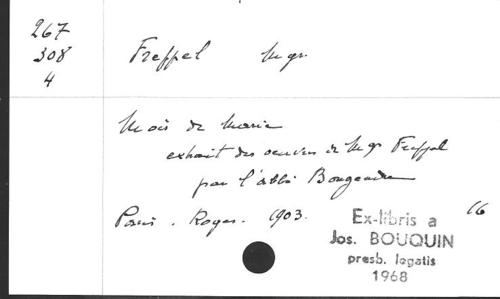 267
308
4
Freppel Mgr.
Mois de Marie
extrait des oeuvres de Mgr Freppel
par l'abbé
Paris. Roger. 1903. 16
Ex-libris a
Jos. BOUQUIN
presb. legatis
1968